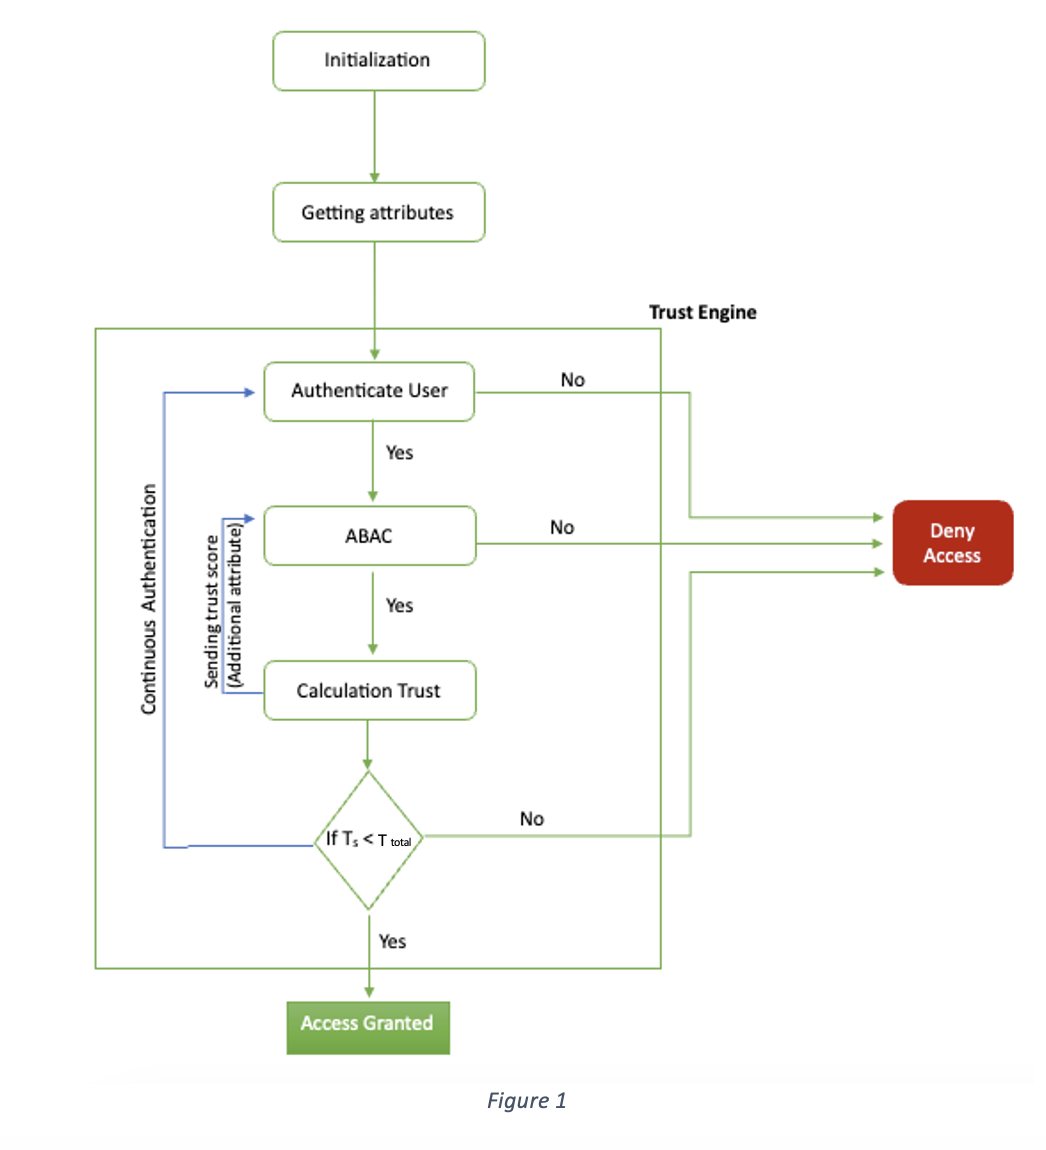 Initialization
Getting attributes
Trust Engine
Authenticate User
No
Yes
Continuous Authentication
Sending trust score
(Additional attribute)
ABAC
No
Deny
Access
Yes
Calculation Trust
If Ts < T total
No
Yes
Access Granted
Figure 1